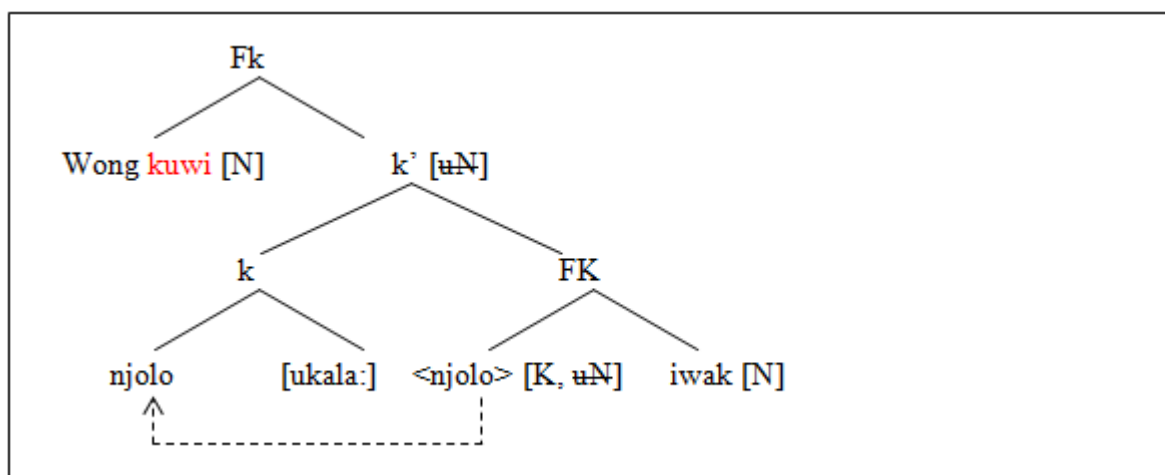 Fk
Wong kuwi [N] k’ [uN]
k FK
njolo [ukala:] <njolo> [K, uN] iwak [N]